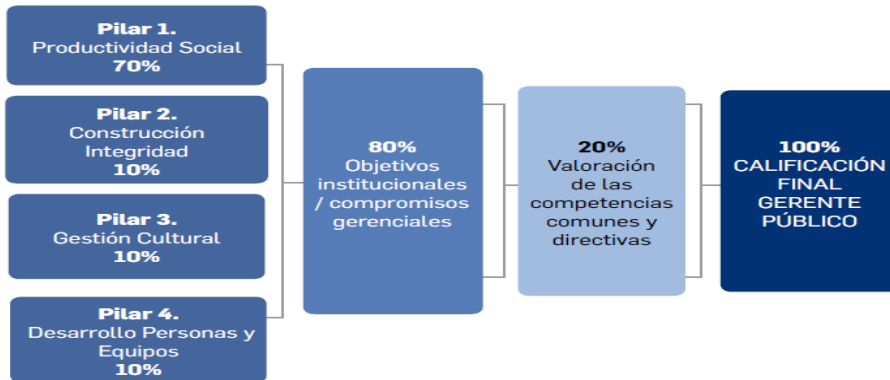 Pilar 1.
Productividad Social
70%
Pilar 2.
Construcción
Integridad
10%
Pilar 3.
Gestión Cultural
10%
Pilar 4.
Desarrollo Personas y
Equipos
10%
80%
Objetivos
institucionales
/ compromisos
gerenciales
20%
Valoración
de las
competencias
comunes y
directivas
100%
CALIFICACIÓN
FINAL
GERENTE
PÚBLICO